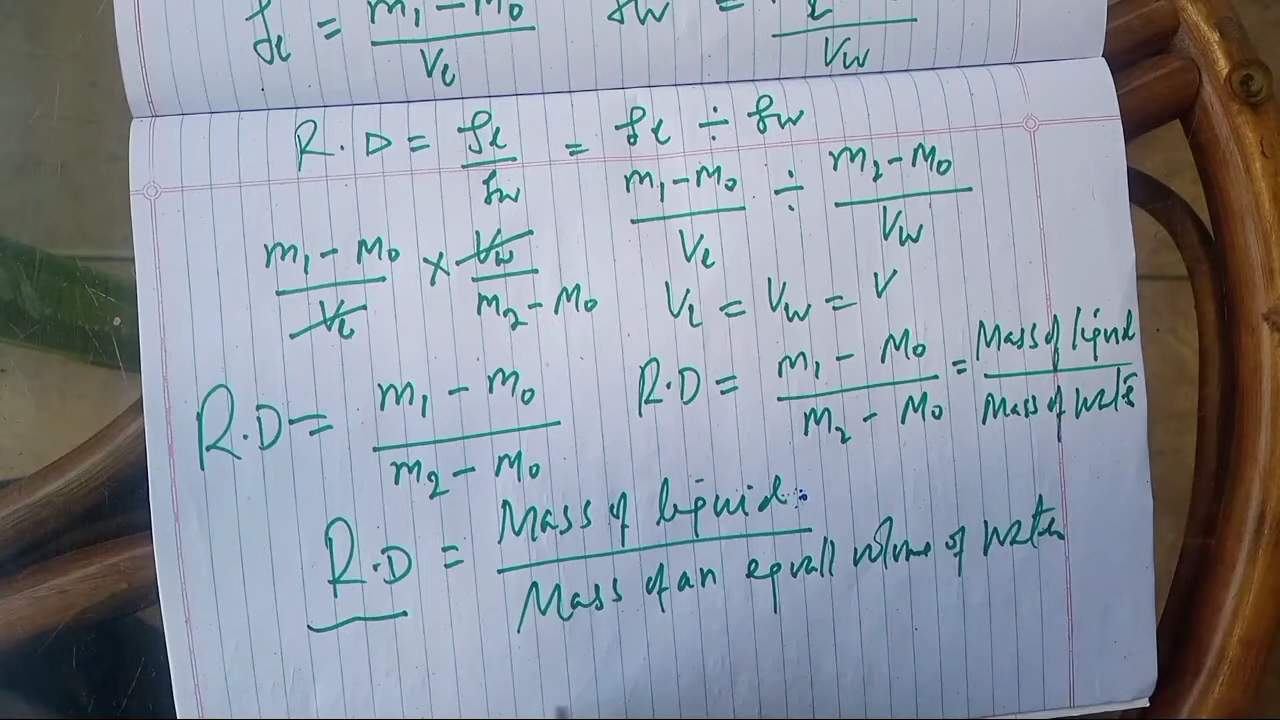 ρₗ = (m₁ – M₀)/Vₗ   ρw = /Vw
R.D = ρₗ/ρw = ρₗ ÷ ρw
(m₁ – M₀)/Vₗ ÷ (m₂ – M₀)/Vw
(m₁ – M₀)/Vₗ × Vw/(m₂ – M₀)
Vₗ = Vw = V
R.D = (m₁ – M₀)/(m₂ – M₀) = Mass of liquid/Mass of water
R.D = (m₁ – M₀)/(m₂ – M₀)
R.D = Mass of liquid/Mass of an equall volume of water